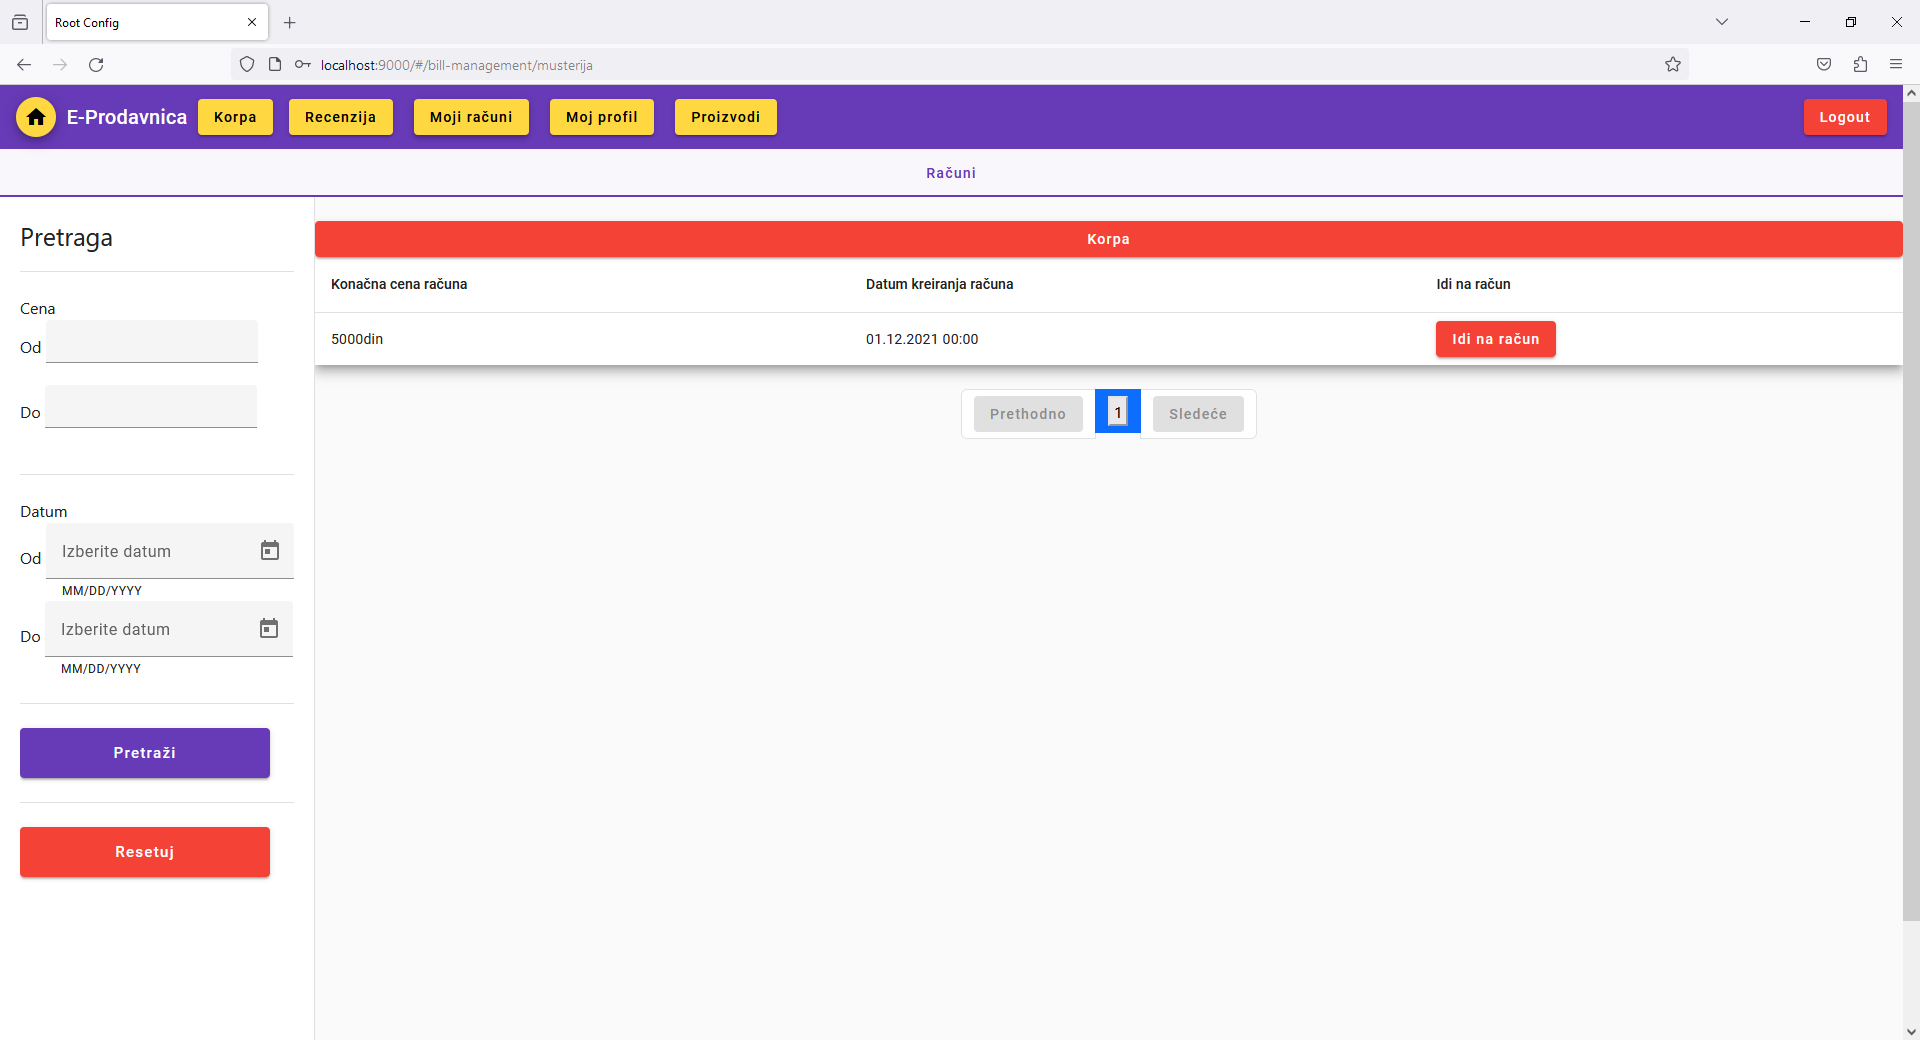 Root Config
localhost:9000/#/bill-management/musterija
E-Prodavnica Korpa Recenzija Moji računi Moj profil Proizvodi Logout
Računi
Pretraga
Cena
Od
Do
Datum
Od Izberite datum
MM/DD/YYYY
Do Izberite datum
MM/DD/YYYY
Pretraži
Resetuj
Korpa
Konačna cena računa Datum kreiranja računa Idi na račun
5000din 01.12.2021 00:00 Idi na račun
Prethodno 1 Sledeće